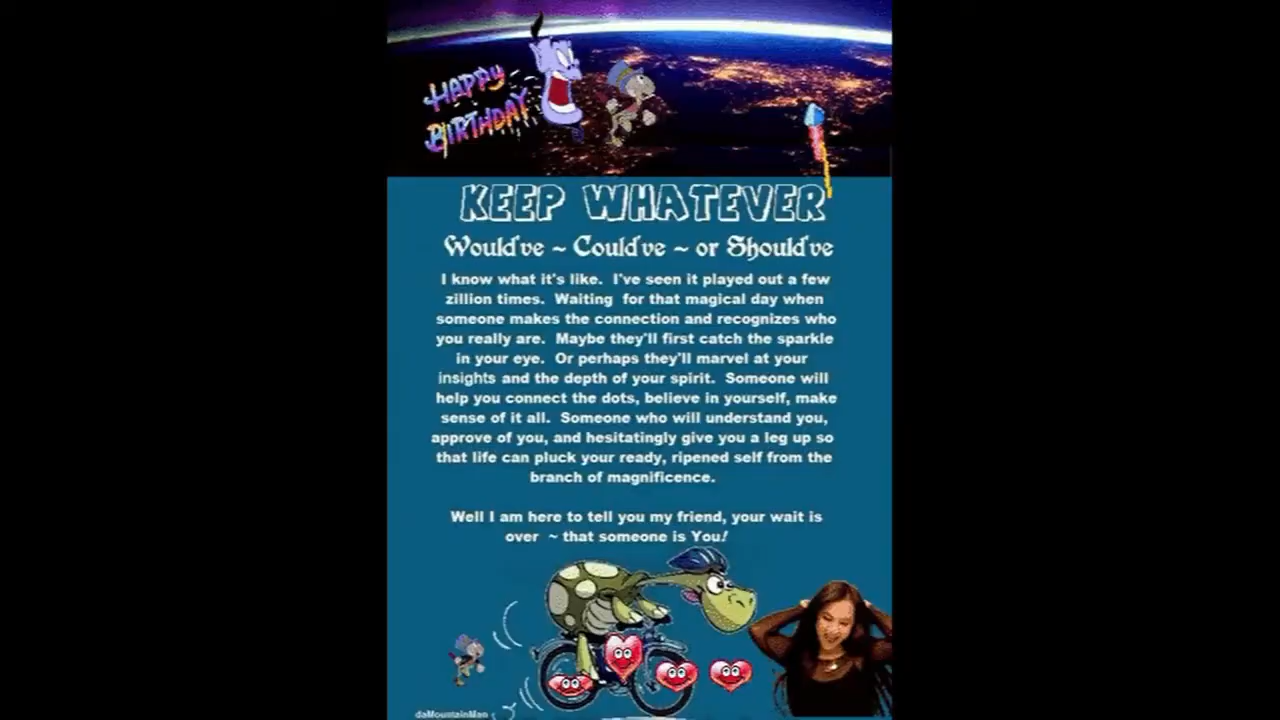 HAPPY
BIRTHDAY
KEEP WHATEVER
Would've ~ Could've ~ or Should've
I know what it's like.  I've seen it played out a few
zillion times.  Waiting  for that magical day when
someone makes the connection and recognizes who
you really are.  Maybe they'll first catch the sparkle
in your eye.  Or perhaps they'll marvel at your
insights and the depth of your spirit.  Someone will
help you connect the dots, believe in yourself, make
sense of it all.  Someone who will understand you,
approve of you, and hesitatingly give you a leg up so
that life can pluck your ready, ripened self from the
branch of magnificence.
Well I am here to tell you my friend, your wait is
over  ~ that someone is You!
daMountainMan